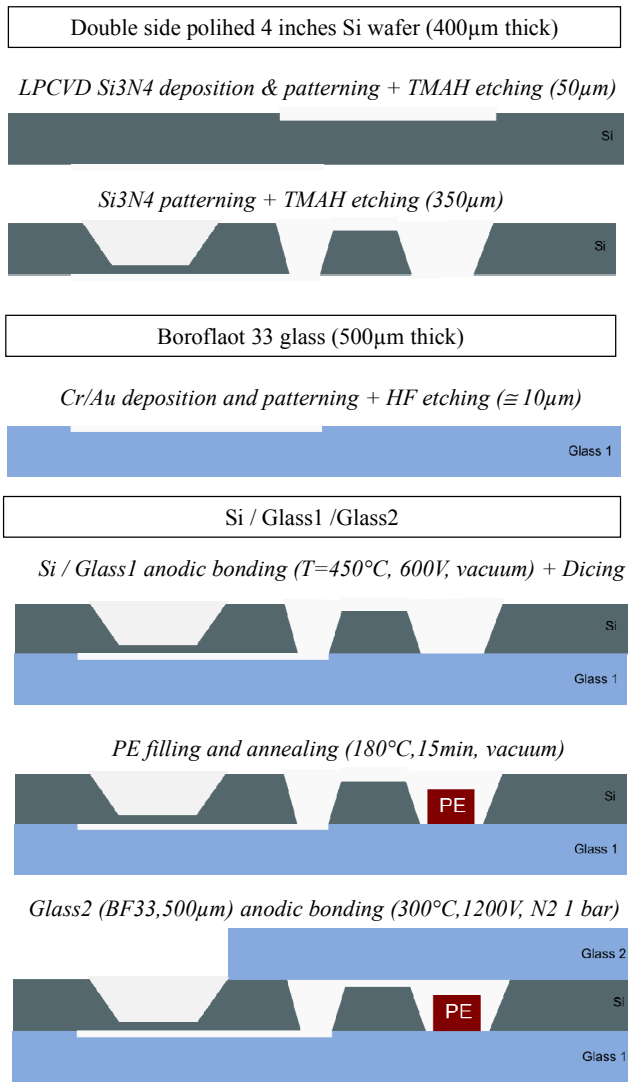 Double side polihed 4 inches Si wafer (400µm thick)
LPCVD Si3N4 deposition & patterning + TMAH etching (50µm)
Si
Si3N4 patterning + TMAH etching (350µm)
Si
Boroflaot 33 glass (500µm thick)
Cr/Au deposition and patterning + HF etching (≅10µm)
Glass 1
Si / Glass1 /Glass2
Si / Glass1 anodic bonding (T=450°C, 600V, vacuum) + Dicing
Si
Glass 1
PE filling and annealing (180°C,15min, vacuum)
Si
PE
Glass 1
Glass2 (BF33,500µm) anodic bonding (300°C,1200V, N2 1 bar)
Glass 2
Si
PE
Glass 1